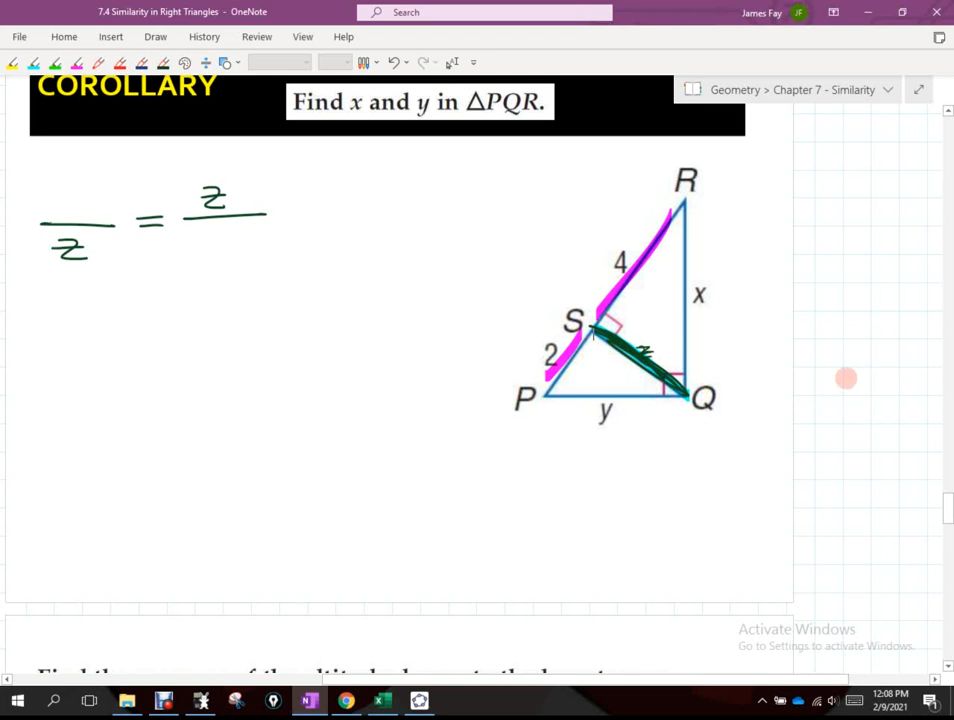 7.4 Similarity in Right Triangles - OneNote
Search
James Fay
JF
File Home Insert Draw History Review View Help
COROLLARY
Find x and y in △PQR.
Geometry > Chapter 7 - Similarity
z
=
z
R
4
x
S
2
z
P
Q
y
Activate Windows
Go to Settings to activate Windows.
12:08 PM
2/9/2021